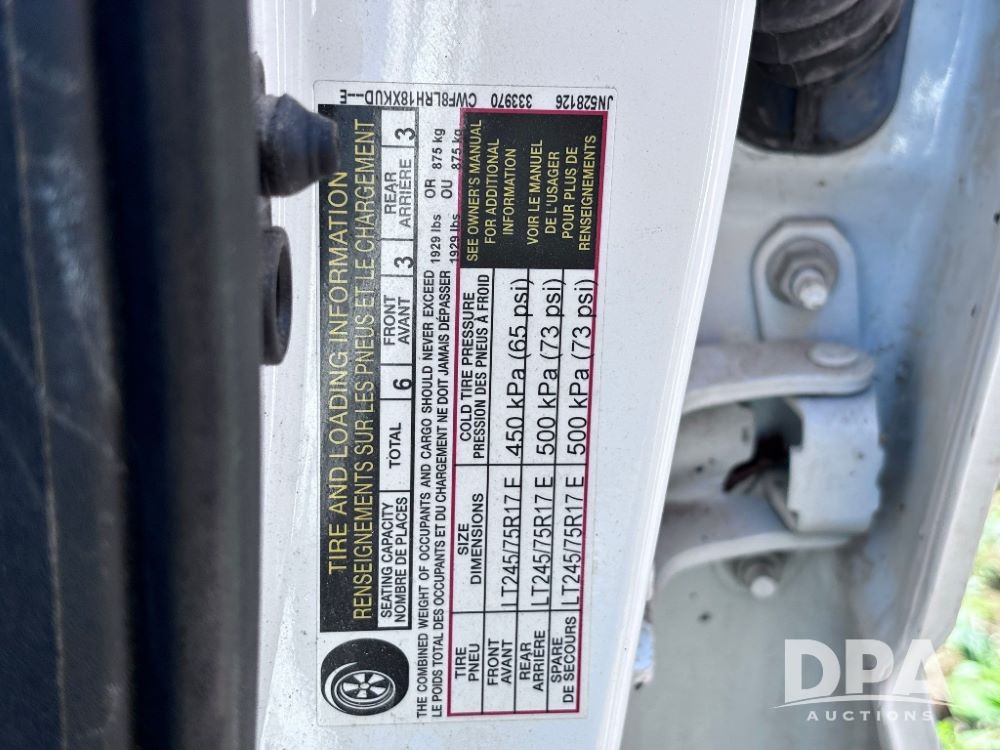 TIRE AND LOADING INFORMATION
RENSEIGNEMENTS SUR LES PNEUS ET LE CHARGEMENT
SEATING CAPACITY
NOMBRE DE PLACES
TOTAL 6
FRONT
AVANT
3
REAR
ARRIÈRE
3
THE COMBINED WEIGHT OF OCCUPANTS AND CARGO SHOULD NEVER EXCEED 1929 lbs OR 875 kg
LE POIDS TOTAL DES OCCUPANTS ET DU CHARGEMENT NE DOIT JAMAIS DÉPASSER 1929 lbs OU 875 kg
TIRE
PNEU
SIZE
DIMENSIONS
COLD TIRE PRESSURE
PRESSION DES PNEUS À FROID
FRONT
AVANT
LT245/75R17 E 450 kPa (65 psi)
REAR
ARRIÈRE
LT245/75R17 E 500 kPa (73 psi)
SPARE
DE SECOURS
LT245/75R17 E 500 kPa (73 psi)
SEE OWNER'S MANUAL
FOR ADDITIONAL
INFORMATION
VOIR LE MANUEL
DE L'USAGER
POUR PLUS DE
RENSEIGNEMENTS
JN528126 333970 CWF8LRH18XKUD---E
DPA
AUCTIONS